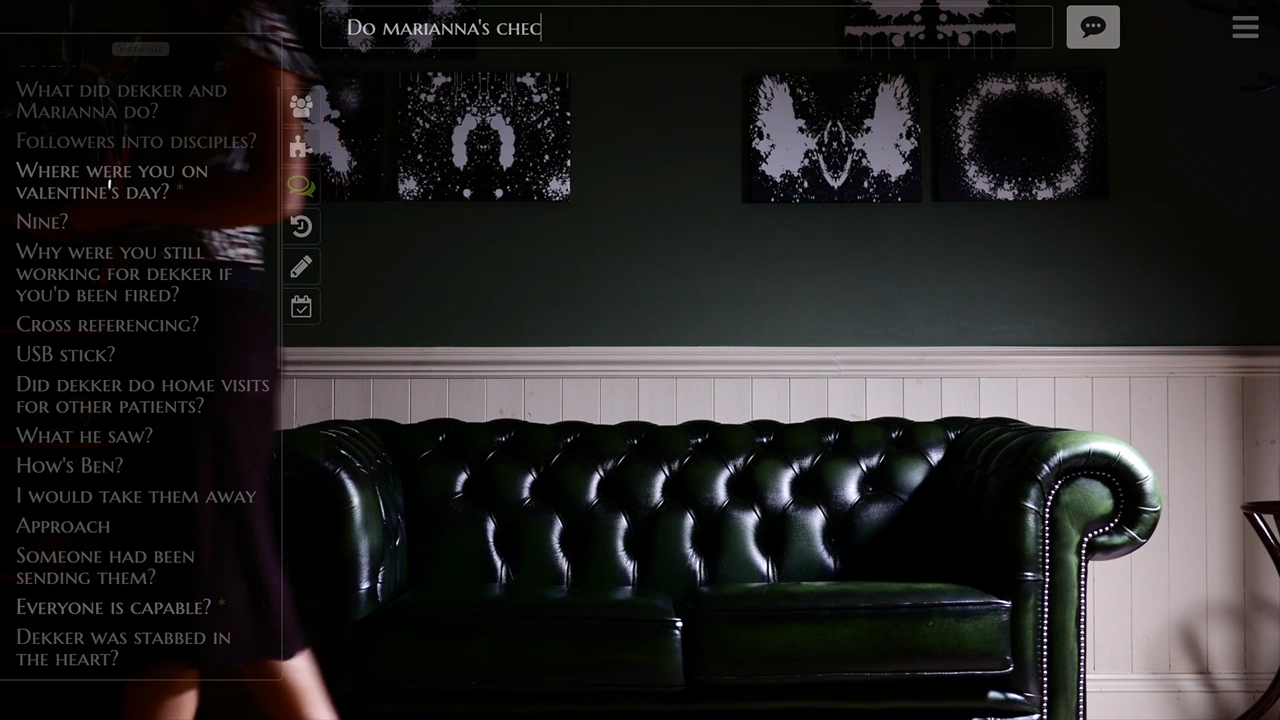 Do marianna's chec
Show all
What did dekker and
Marianna do?
Followers into disciples?
Where were you on
valentine's day? *
Nine?
Why were you still
working for dekker if
you'd been fired?
Cross referencing?
USB stick?
Did dekker do home visits
for other patients?
What he saw?
How's Ben?
I would take them away
Approach
Someone had been
sending them?
Everyone is capable? *
Dekker was stabbed in
the heart?